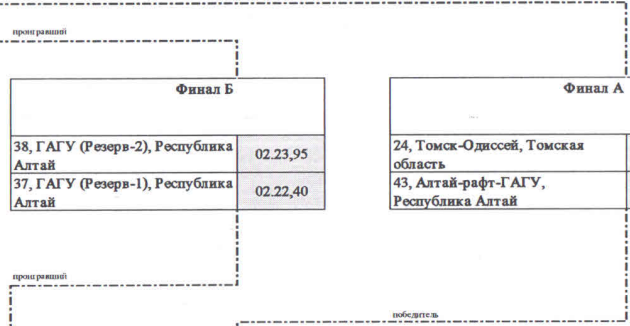 проигравший
Финал Б
Финал А
38, ГАГУ (Резерв-2), Республика
Алтай
02.23,95
37, ГАГУ (Резерв-1), Республика
Алтай
02.22,40
24, Томск-Одиссей, Томская
область
43, Алтай-рафт-ГАГУ,
Республика Алтай
проигравший
победитель